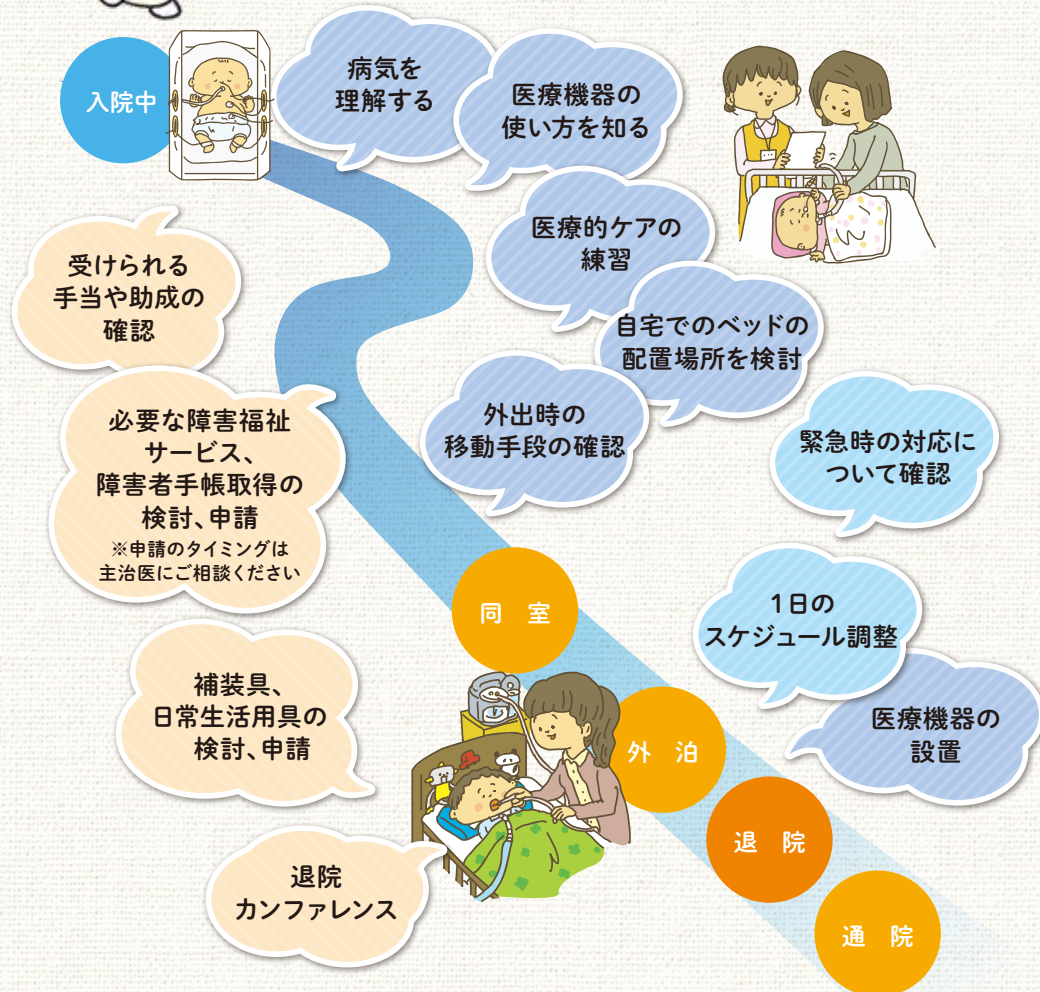 入院中
病気を
理解する
医療機器の
使い方を知る
医療的ケアの
練習
受けられる
手当や助成の
確認
自宅でのベッドの
配置場所を検討
必要な障害福祉
サービス、
障害者手帳取得の
検討、申請
※申請のタイミングは
主治医にご相談ください
外出時の
移動手段の確認
緊急時の対応に
ついて確認
同 室
1日の
スケジュール調整
補装具、
日常生活用具の
検討、申請
医療機器の
設置
外 泊
退 院
退院
カンファレンス
通 院